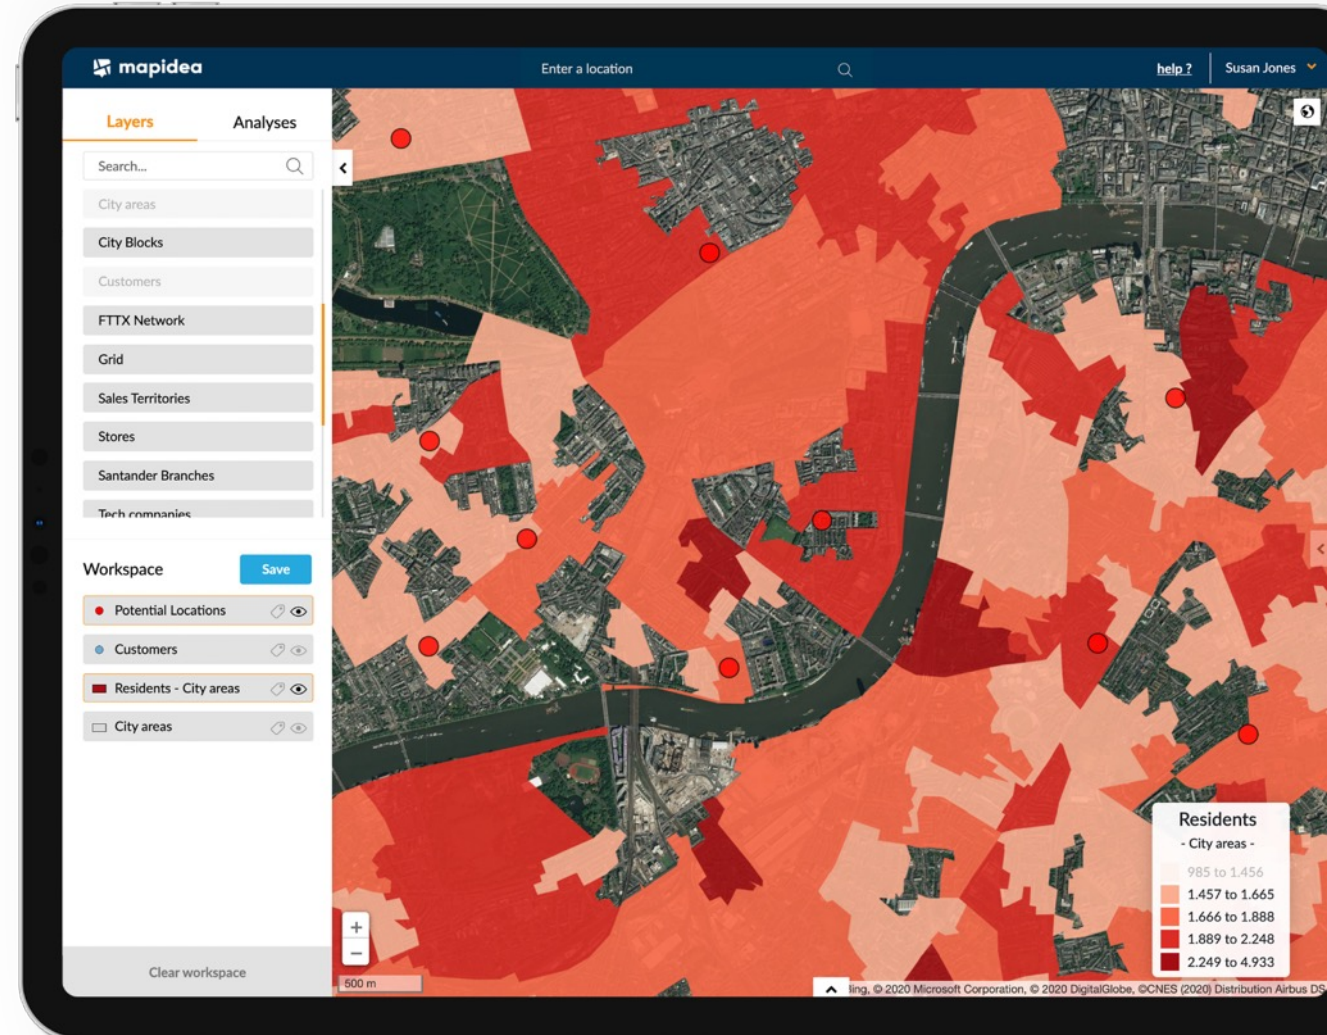 mapidea
Enter a location
help ?
Susan Jones
Layers
Analyses
Search...
City areas
City Blocks
Customers
FTTX Network
Grid
Sales Territories
Stores
Santander Branches
Tech companies
Workspace
Save
Potential Locations
Customers
Residents - City areas
City areas
Clear workspace
+
−
500 m
Residents
- City areas -
985 to 1.456
1.457 to 1.665
1.666 to 1.888
1.889 to 2.248
2.249 to 4.933
ling, © 2020 Microsoft Corporation, © 2020 DigitalGlobe, ©CNES (2020) Distribution Airbus DS